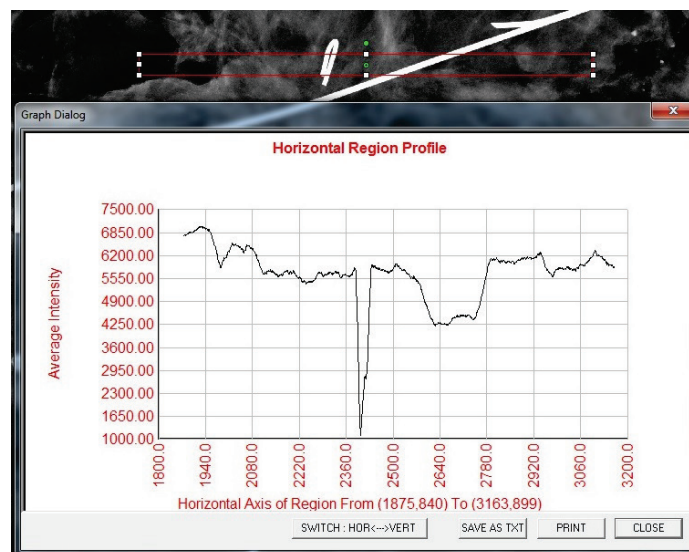 Graph Dialog
x
Horizontal Region Profile
7500.00
6850.00
6200.00
5550.00
4900.00
4250.00
3600.00
2950.00
2300.00
1650.00
1000.00
Average Intensity
1800.0
1940.0
2080.0
2220.0
2360.0
2500.0
2640.0
2780.0
2920.0
3060.0
3200.0
Horizontal Axis of Region From (1875,840) To (3163,899)
SWITCH : HOR<--->VERT
SAVE AS TXT
PRINT
CLOSE